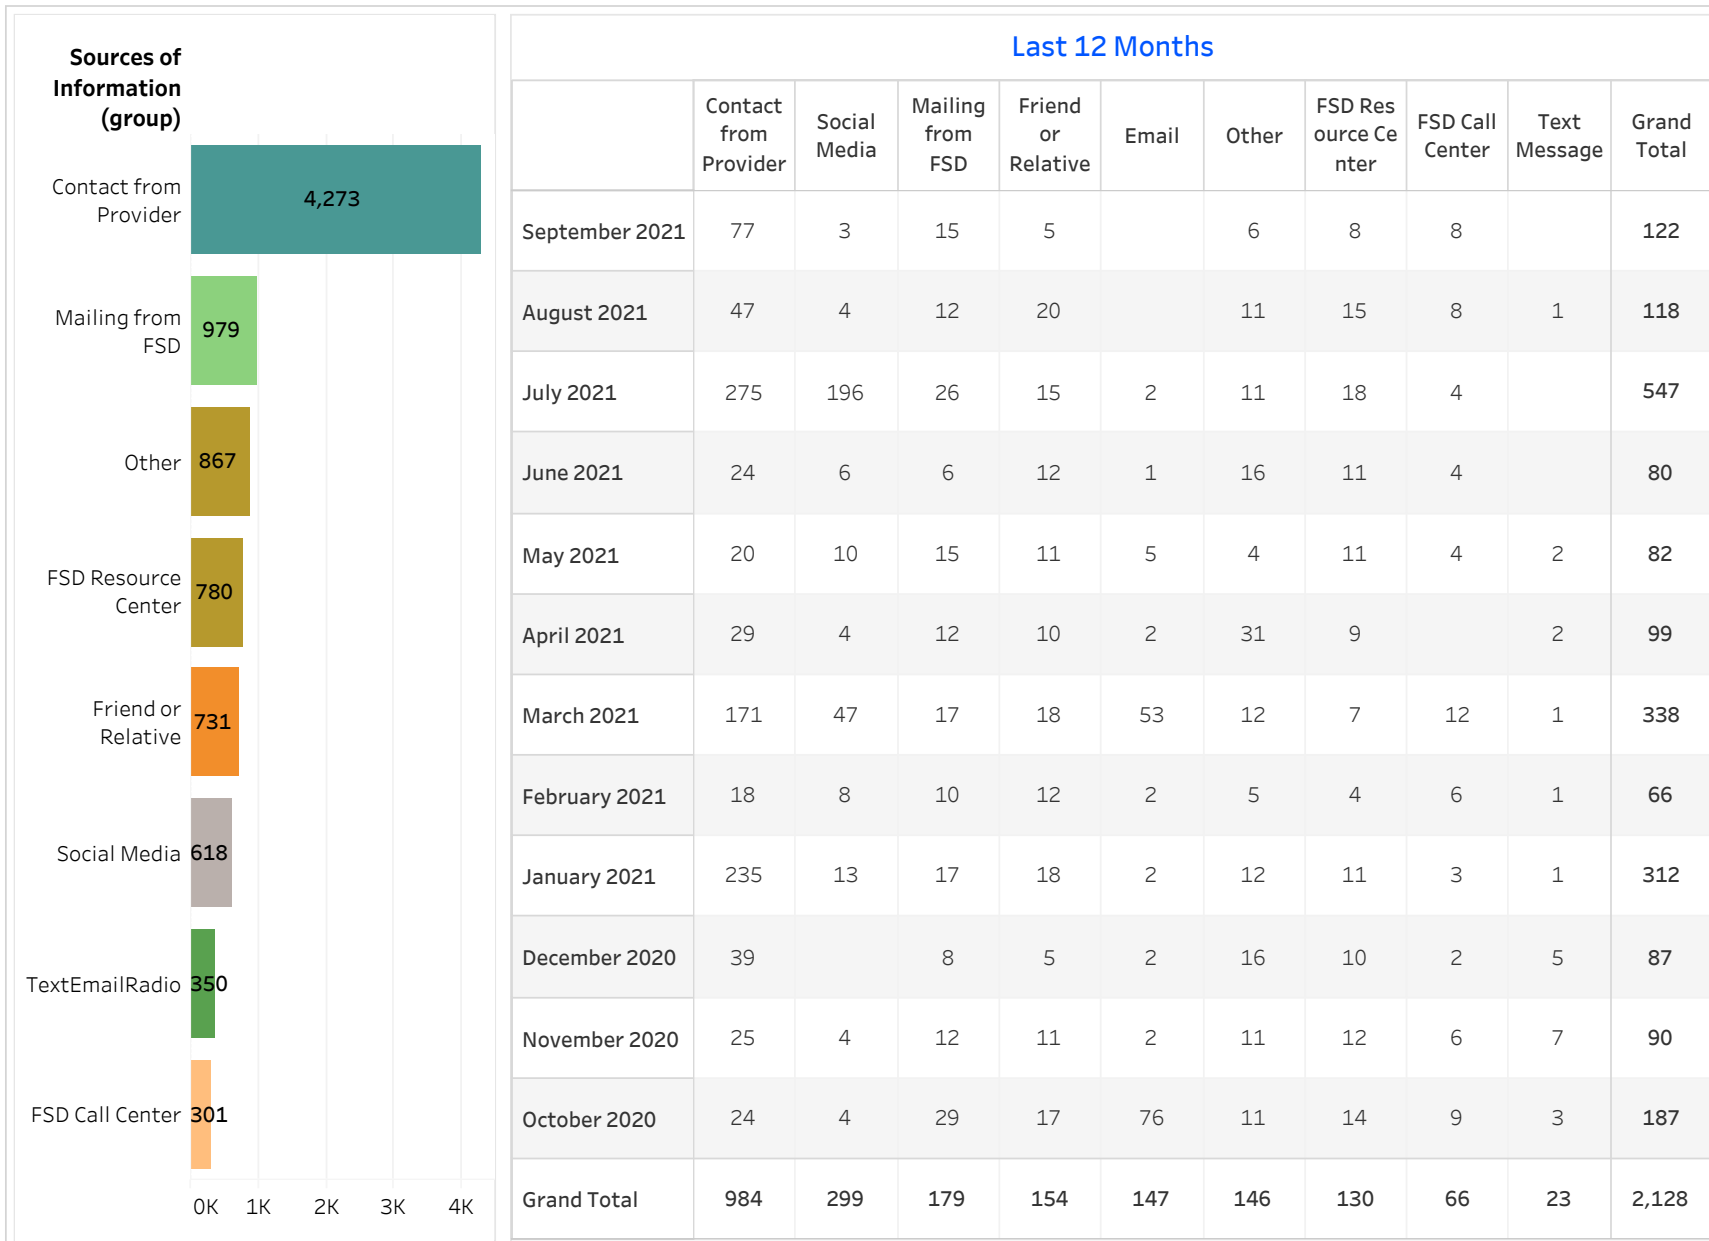 Sources of
Information
(group)
Contact from
Provider
4,273
Mailing from
FSD
979
Other
867
FSD Resource
Center
780
Friend or
Relative
731
Social Media
618
TextEmailRadio
350
FSD Call Center
301
0K 1K 2K 3K 4K
Last 12 Months
Contact
from
Provider
Social
Media
Mailing
from
FSD
Friend
or
Relative
Email
Other
FSD Res
ource Ce
nter
FSD Call
Center
Text
Message
Grand
Total
September 2021 77 3 15 5 6 8 8 122
August 2021 47 4 12 20 11 15 8 1 118
July 2021 275 196 26 15 2 11 18 4 547
June 2021 24 6 6 12 1 16 11 4 80
May 2021 20 10 15 11 5 4 11 4 2 82
April 2021 29 4 12 10 2 31 9 2 99
March 2021 171 47 17 18 53 12 7 12 1 338
February 2021 18 8 10 12 2 5 4 6 1 66
January 2021 235 13 17 18 2 12 11 3 1 312
December 2020 39 8 5 2 16 10 2 5 87
November 2020 25 4 12 11 2 11 12 6 7 90
October 2020 24 4 29 17 76 11 14 9 3 187
Grand Total 984 299 179 154 147 146 130 66 23 2,128